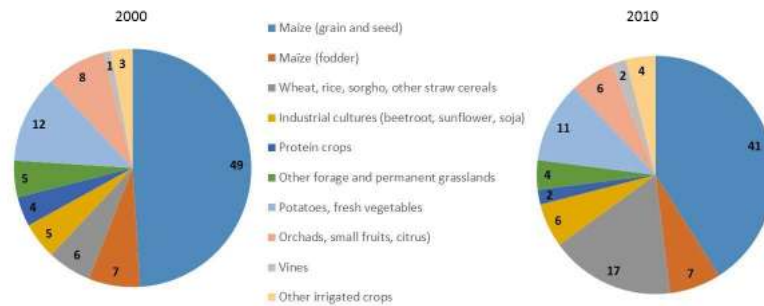 2000
2010
49
7
6
5
4
5
12
8
1
3
Maize (grain and seed)
Maïze (fodder)
Wheat, rice, sorgho, other straw cereals
Industrial cultures (beetroot, sunflower, soja)
Protein crops
Other forage and permanent grasslands
Potatoes, fresh vegetables
Orchads, small fruits, citrus)
Vines
Other irrigated crops
41
7
17
6
2
4
11
6
2
4